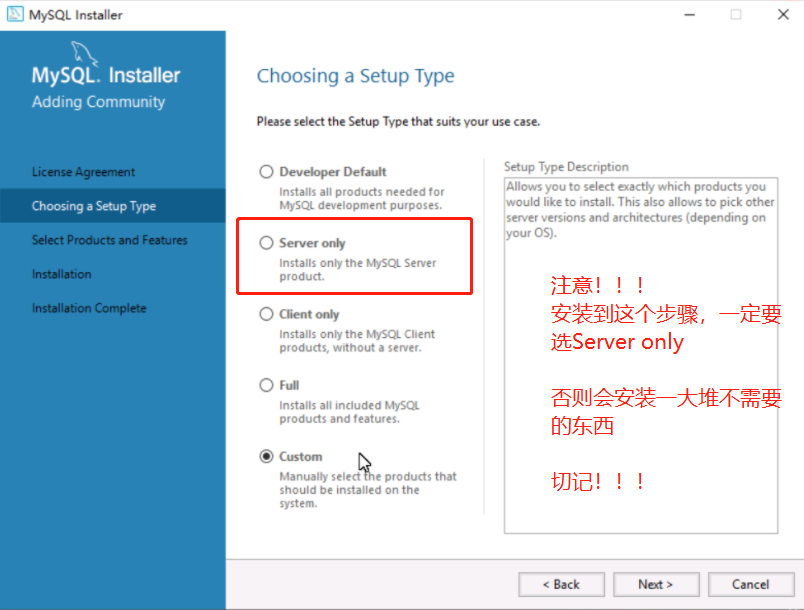 MySQL Installer
MySQL. Installer
Adding Community
License Agreement
Choosing a Setup Type
Select Products and Features
Installation
Installation Complete
Choosing a Setup Type
Please select the Setup Type that suits your use case.
Developer Default
Installs all products needed for
MySQL development purposes.
Server only
Installs only the MySQL Server
product.
Client only
Installs only the MySQL Client
products, without a server.
Full
Installs all included MySQL
products and features.
Custom
Manually select the products that
should be installed on the
system.
Setup Type Description
Allows you to select exactly which products you
would like to install. This also allows to pick other
server versions and architectures (depending on
your OS).
注意！！！
安装到这个步骤，一定要
选Server only
否则会安装一大堆不需要
的东西
切记！！！
< Back
Next >
Cancel